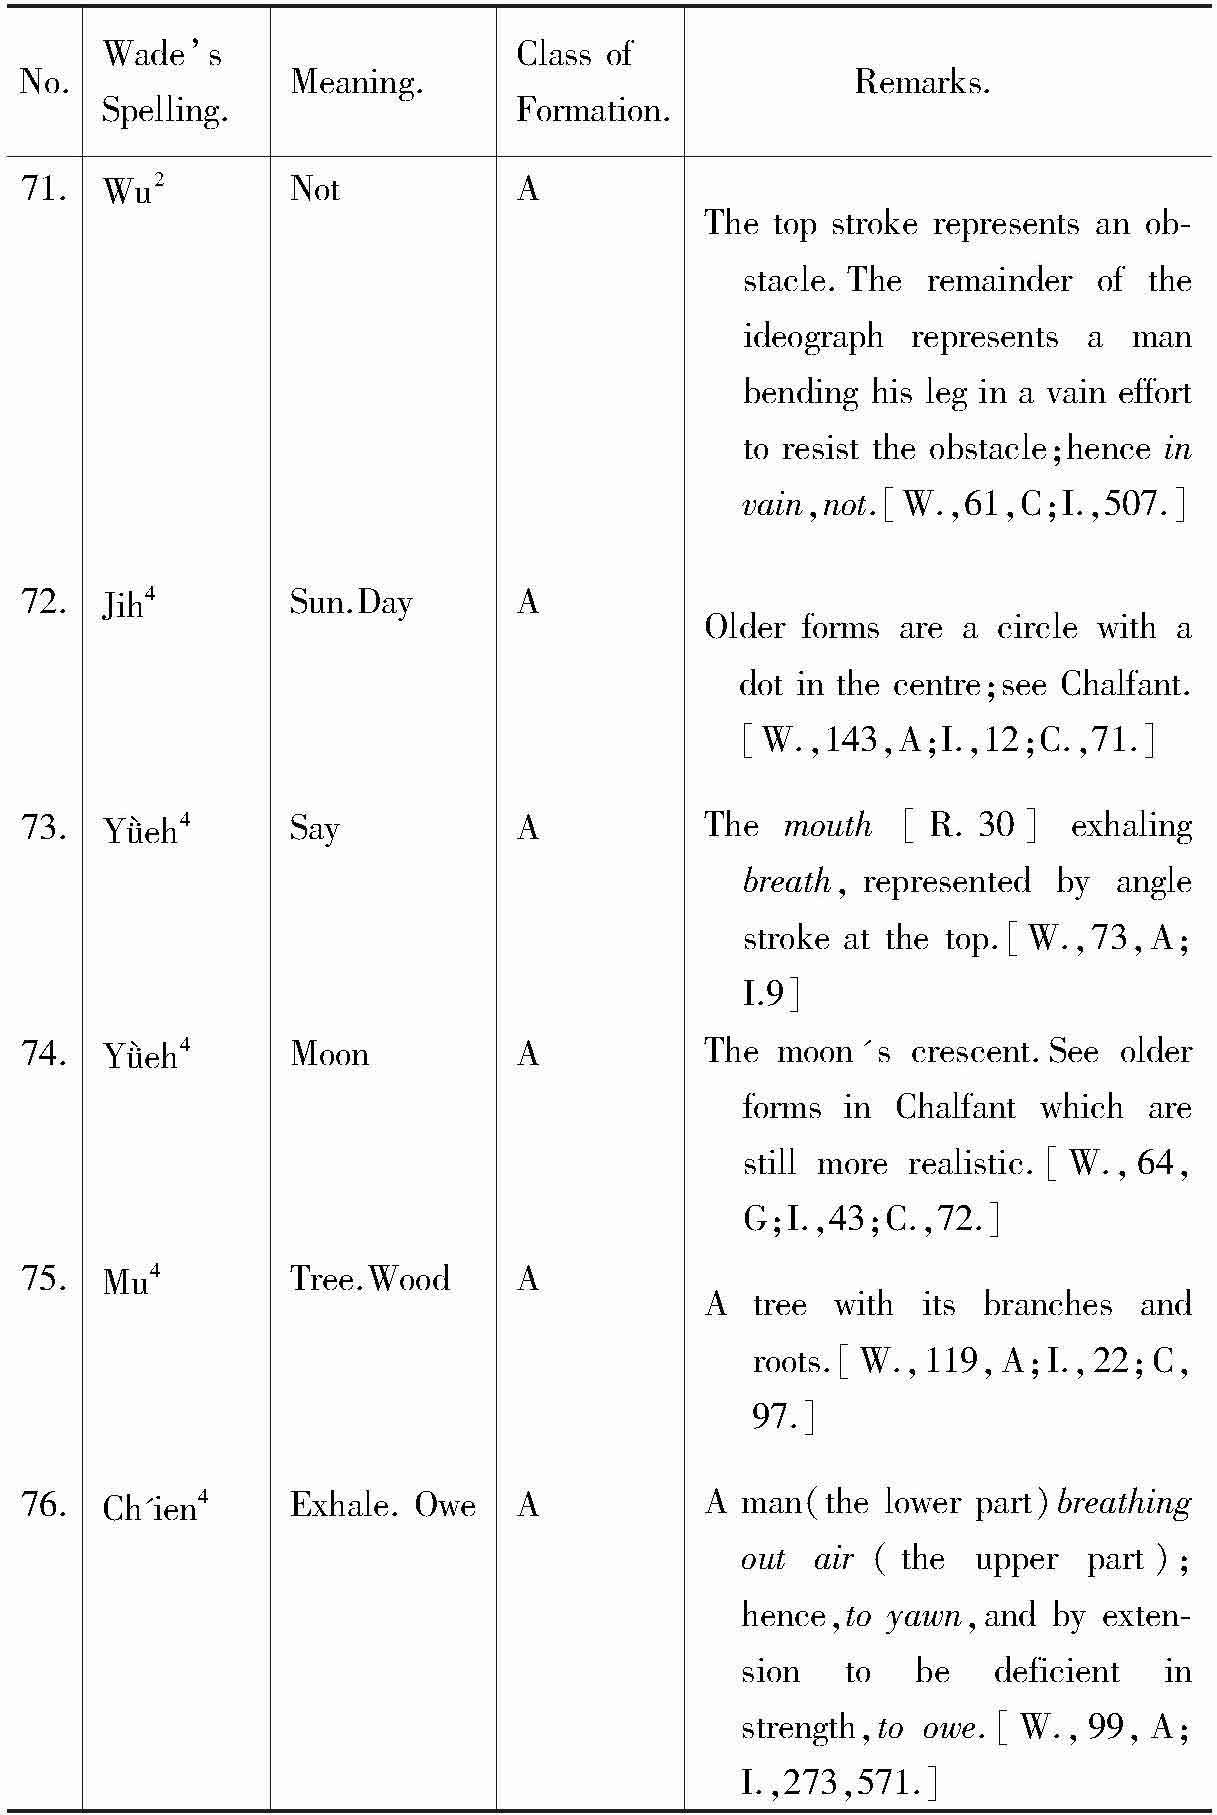 No. Wade's Spelling. Meaning. Class of Formation. Remarks.
71. Wu² Not A
The top stroke represents an ob-
stacle. The remainder of the
ideograph represents a man
bending his leg in a vain effort
to resist the obstacle;hence in
vain,not.[W.,61,C;I.,507.]
72. Jih⁴ Sun.Day A
Older forms are a circle with a
dot in the centre;see Chalfant.
[W.,143,A;I.,12;C.,71.]
73. Yǜeh⁴ Say A The mouth [R. 30] exhaling
breath, represented by angle
stroke at the top.[W.,73,A;
I.9]
74. Yǜeh⁴ Moon A The moon´s crescent. See older
forms in Chalfant which are
still more realistic. [W., 64,
G;I.,43;C.,72.]
75. Mu⁴ Tree.Wood A
A tree with its branches and
roots.[W.,119,A;I.,22;C,
97.]
76. Ch´ien⁴ Exhale. Owe A A man(the lower part)breathing
out air (the upper part);
hence,to yawn,and by exten-
sion to be deficient in
strength,to owe. [W., 99, A;
I.,273,571.]